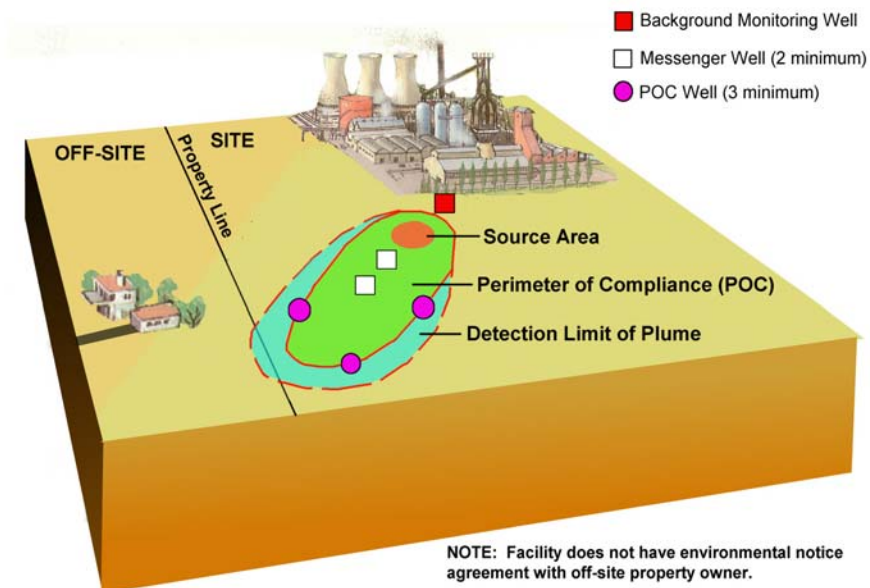 Background Monitoring Well
Messenger Well (2 minimum)
POC Well (3 minimum)
OFF-SITE
SITE
Property Line
Source Area
Perimeter of Compliance (POC)
Detection Limit of Plume
NOTE: Facility does not have environmental notice
agreement with off-site property owner.